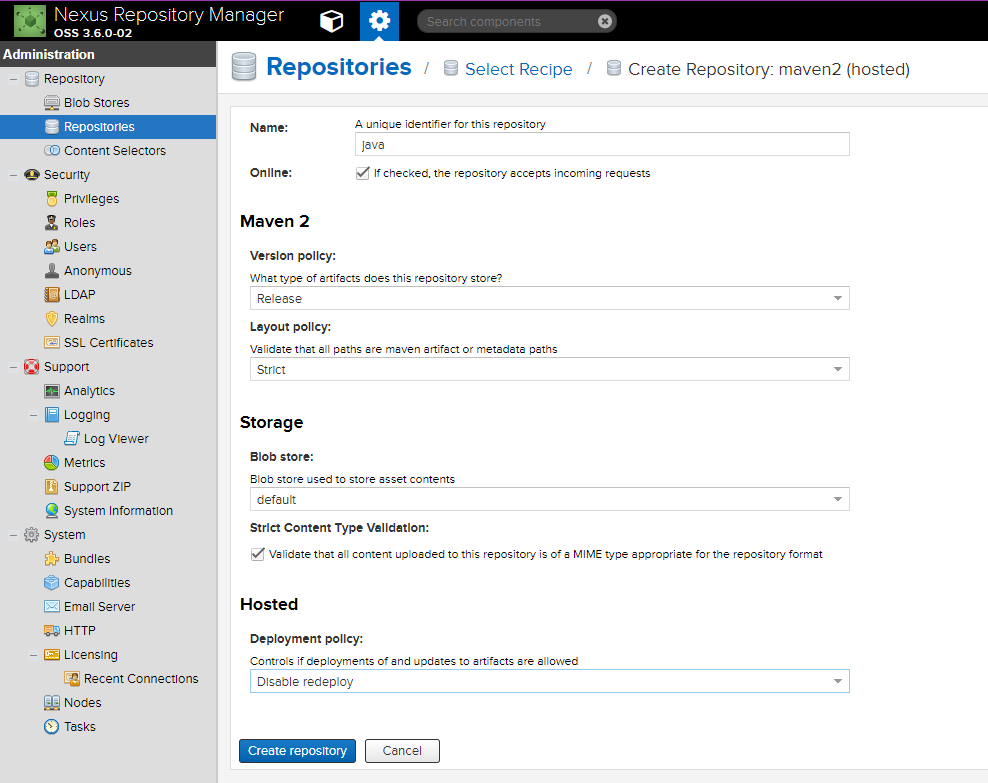 Nexus Repository Manager
OSS 3.6.0-02
Search components
Administration
Repository
Blob Stores
Repositories
Content Selectors
Security
Privileges
Roles
Users
Anonymous
LDAP
Realms
SSL Certificates
Support
Analytics
Logging
Log Viewer
Metrics
Support ZIP
System Information
System
Bundles
Capabilities
Email Server
HTTP
Licensing
Recent Connections
Nodes
Tasks
Repositories / Select Recipe / Create Repository: maven2 (hosted)
Name: A unique identifier for this repository
java
Online: If checked, the repository accepts incoming requests
Maven 2
Version policy:
What type of artifacts does this repository store?
Release
Layout policy:
Validate that all paths are maven artifact or metadata paths
Strict
Storage
Blob store:
Blob store used to store asset contents
default
Strict Content Type Validation:
Validate that all content uploaded to this repository is of a MIME type appropriate for the repository format
Hosted
Deployment policy:
Controls if deployments of and updates to artifacts are allowed
Disable redeploy
Create repository Cancel